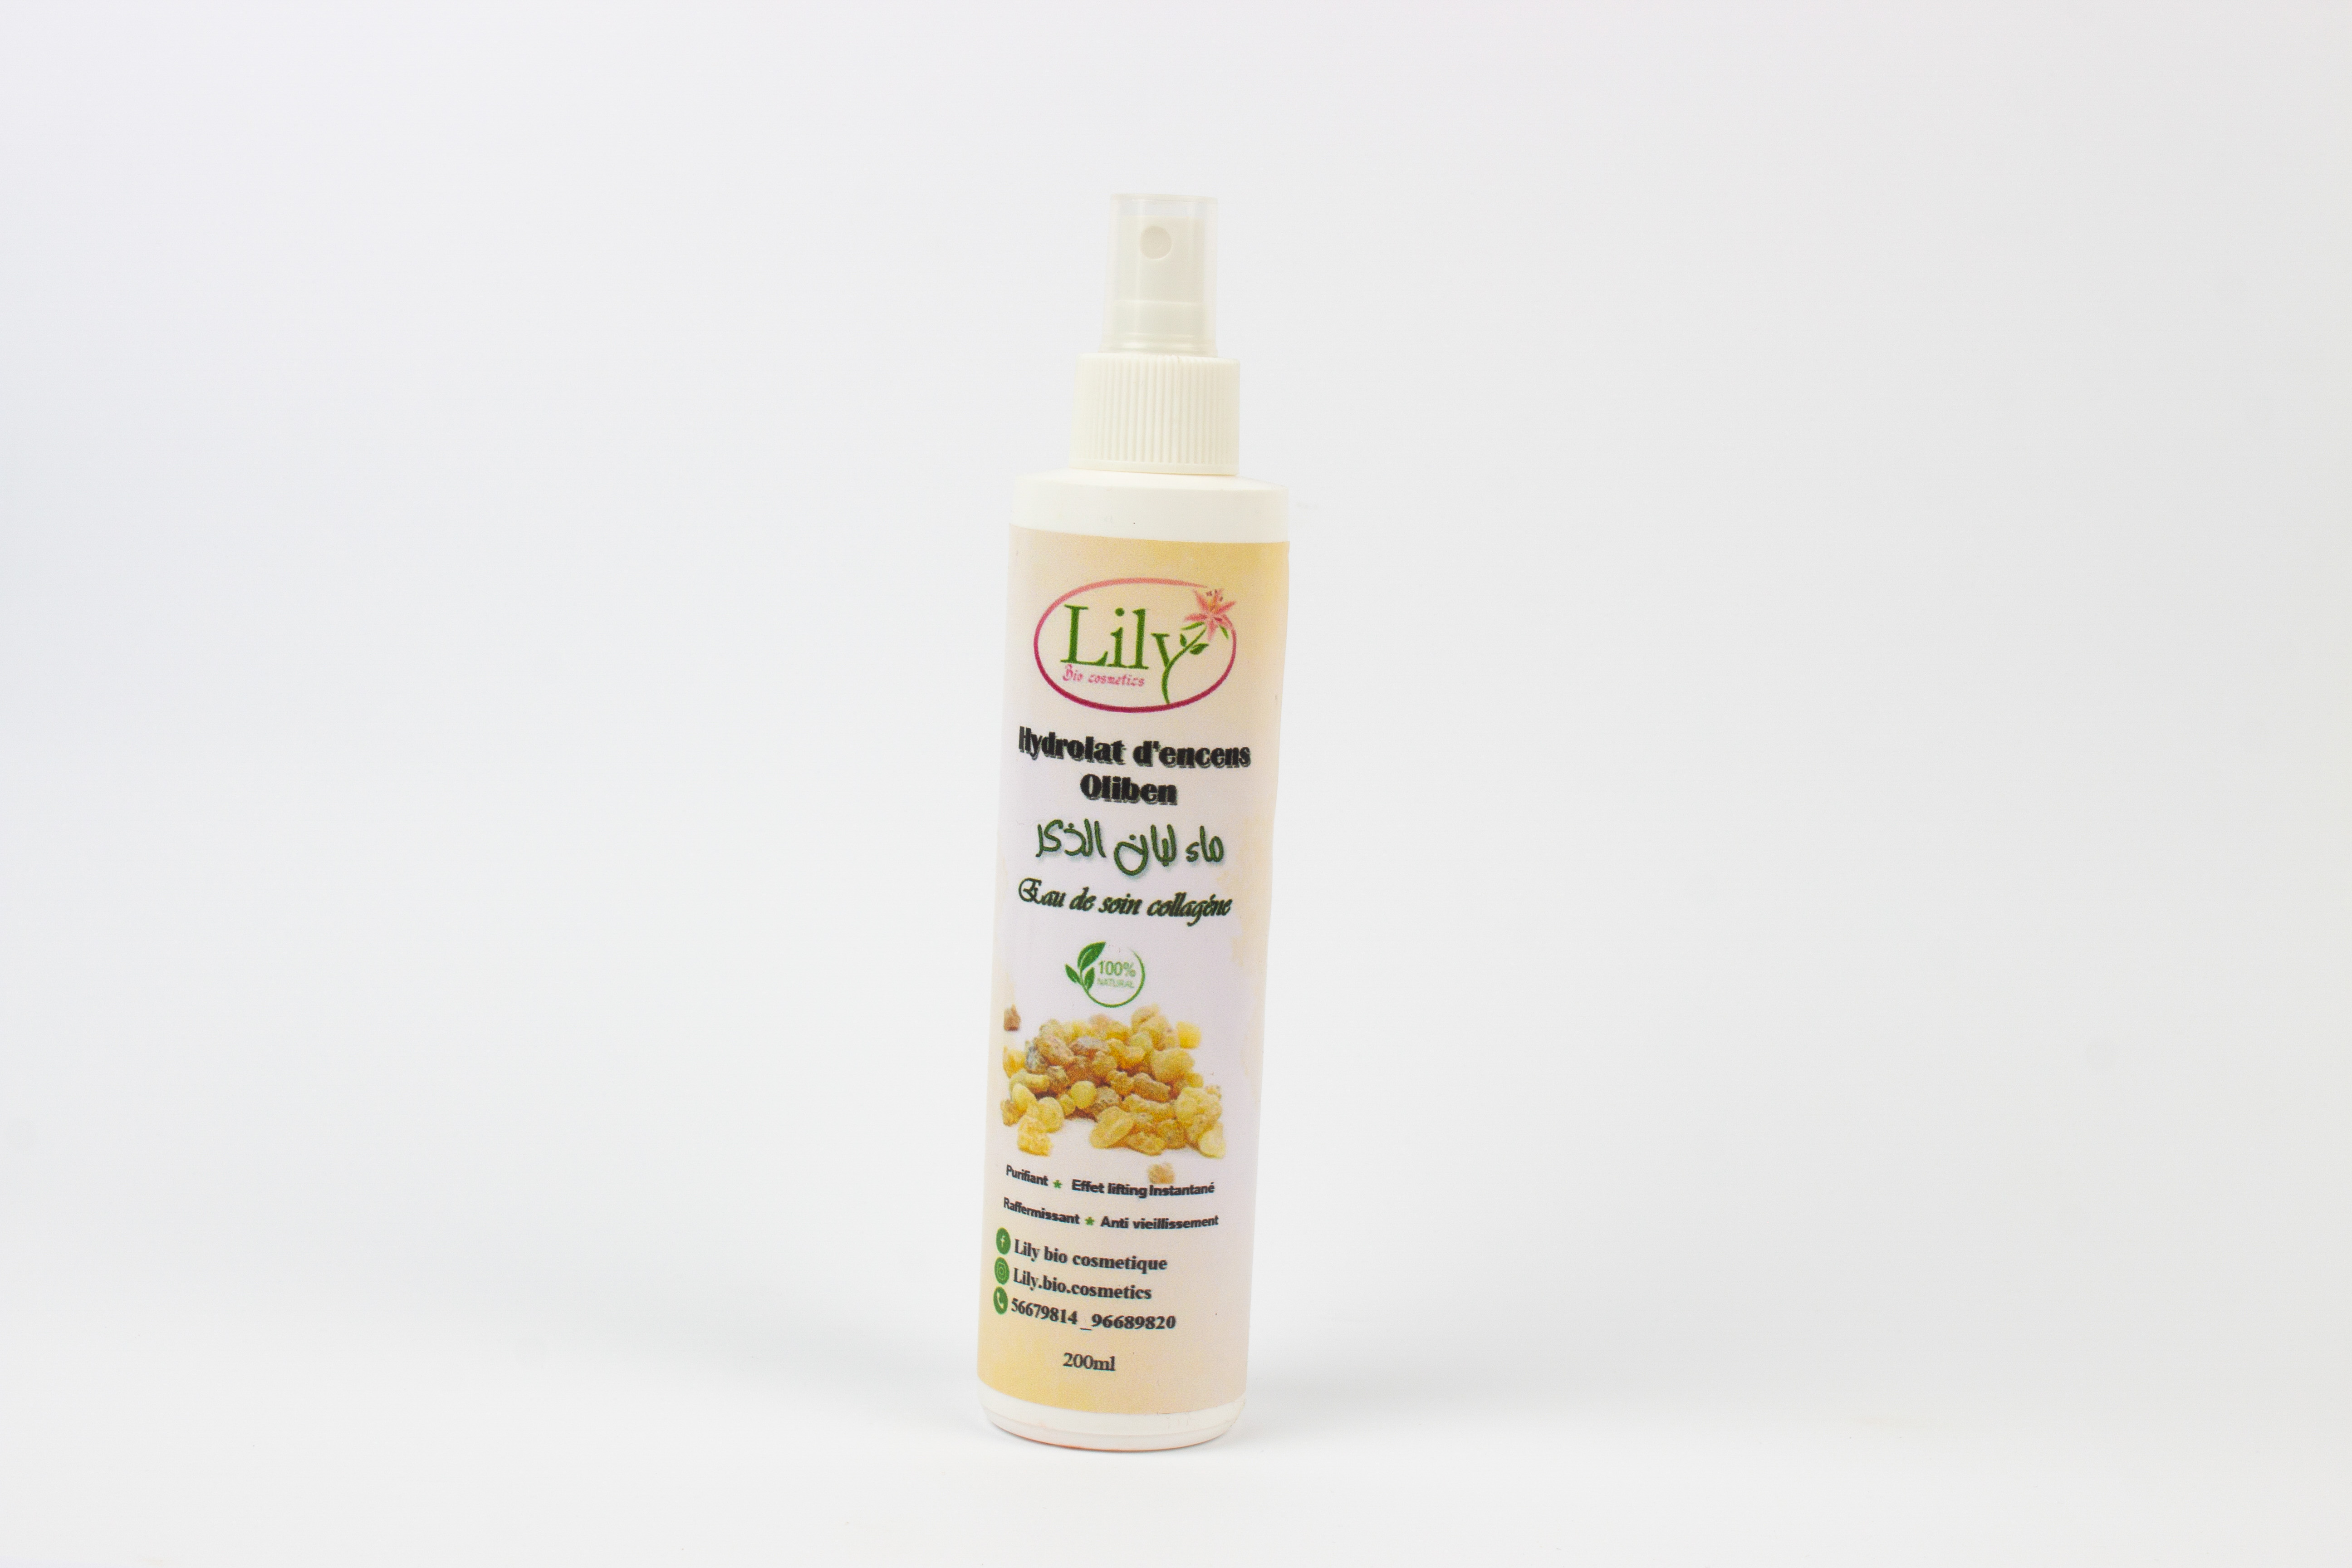 Lily
Bio cosmetics
Hydrolat d'encens
Oliben
ماء لبان الذكر
Eau de soin collagéne
100%
NATURAL
Purifiant * Effet lifting Instantané
Raffermissant * Anti vieillissement
Lily bio cosmetique
Lily.bio.cosmetics
56679814_96689820
200ml